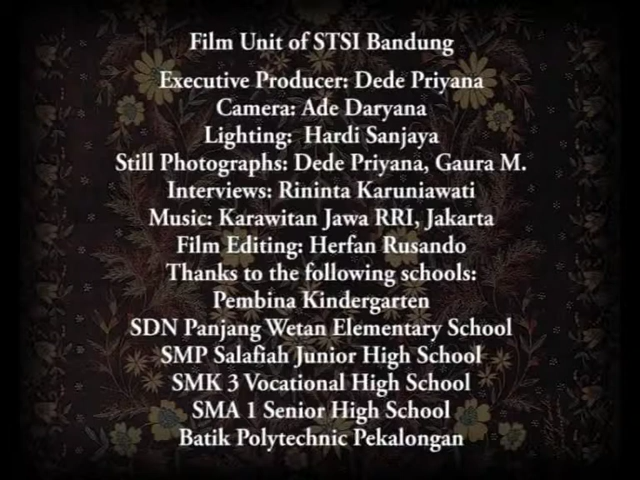 Film Unit of STSI Bandung
Executive Producer: Dede Priyana
Camera: Ade Daryana
Lighting: Hardi Sanjaya
Still Photographs: Dede Priyana, Gaura M.
Interviews: Rininta Karuniawati
Music: Karawitan Jawa RRI, Jakarta
Film Editing: Herfan Rusando
Thanks to the following schools:
Pembina Kindergarten
SDN Panjang Wetan Elementary School
SMP Salafiah Junior High School
SMK 3 Vocational High School
SMA 1 Senior High School
Batik Polytechnic Pekalongan